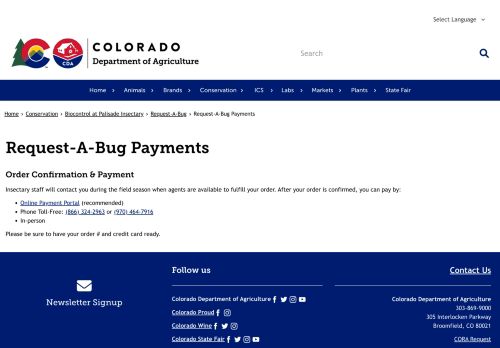 Select Language
COLORADO
Department of Agriculture
CO
CDA
Search
Home > Animals > Brands > Conservation > ICS > Labs > Markets > Plants > State Fair
Home › Conservation › Biocontrol at Palisade Insectary › Request-A-Bug › Request-A-Bug Payments
Request-A-Bug Payments
Order Confirmation & Payment
Insectary staff will contact you during the field season when agents are available to fulfill your order. After your order is confirmed, you can pay by:
• Online Payment Portal (recommended)
• Phone Toll-Free: (866) 324-2963 or (970) 464-7916
• In-person
Please be sure to have your order # and credit card ready.
Newsletter Signup
Follow us
Colorado Department of Agriculture
Colorado Proud
Colorado Wine
Colorado State Fair
Contact Us
Colorado Department of Agriculture
303-869-9000
305 Interlocken Parkway
Broomfield, CO 80021
CORA Request